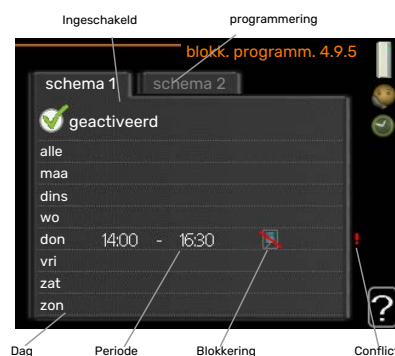 Ingeschakeld programmering
blokk. programm. 4.9.5
schema 1 schema 2
geactiveerd
alle
maa
dins
wo
don 14:00 - 16:30
vri
zat
zon
?
Dag Periode Blokkering Conflict